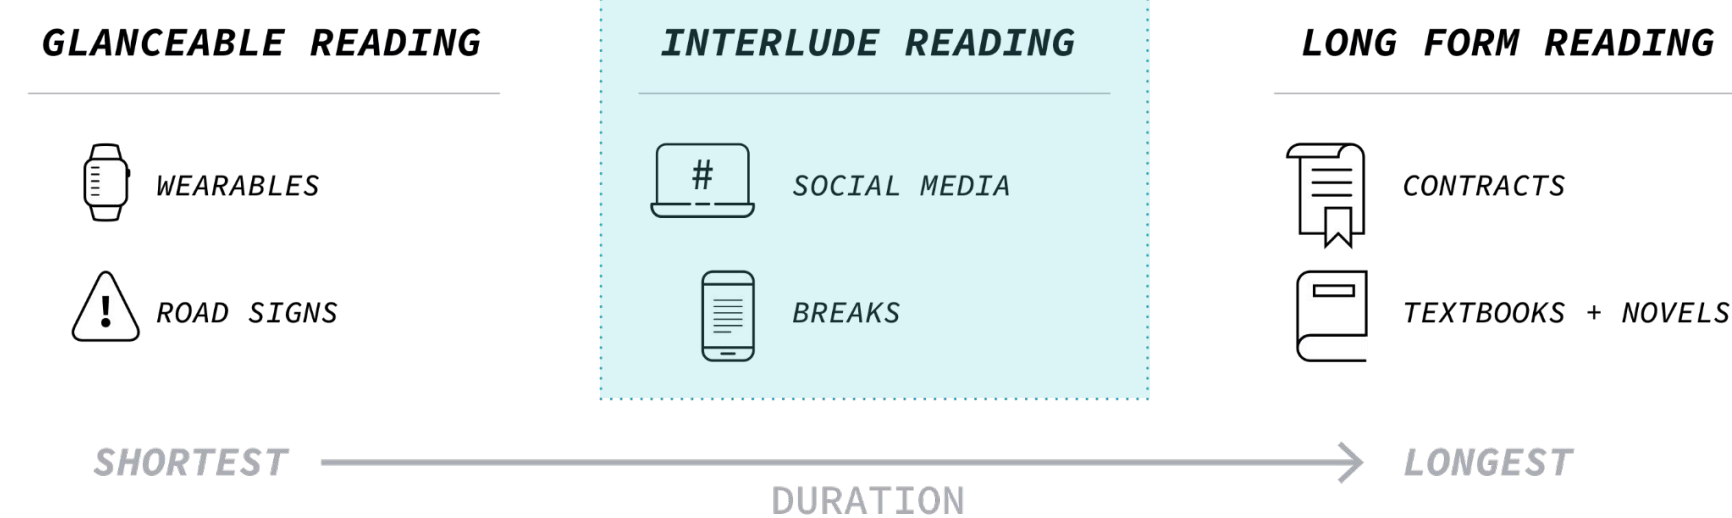 GLANCEABLE READING
INTERLUDE READING
LONG FORM READING
WEARABLES
#
SOCIAL MEDIA
CONTRACTS
!
ROAD SIGNS
BREAKS
TEXTBOOKS + NOVELS
SHORTEST
LONGEST
DURATION